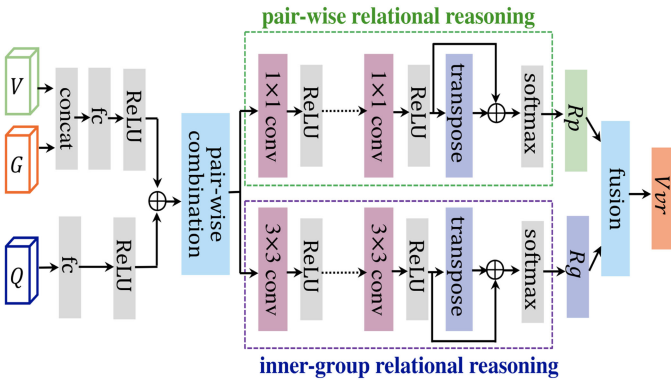 pair-wise relational reasoning
V
G
Q
concat
fc
ReLU
fc
ReLU
pair-wise
combination
1×1 conv
ReLU
1×1 conv
ReLU
transpose
softmax
Rp
3×3 conv
ReLU
3×3 conv
ReLU
transpose
softmax
Rg
fusion
Vvr
inner-group relational reasoning